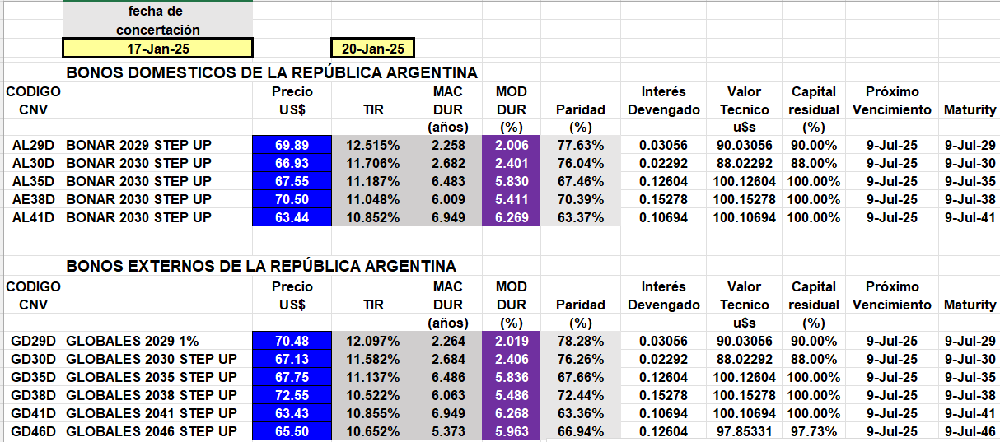 fecha de
concertación
17-Jan-25 20-Jan-25
BONOS DOMESTICOS DE LA REPÚBLICA ARGENTINA
CODIGO Precio MAC MOD Interés Valor Capital Próximo
CNV US$ TIR DUR DUR Paridad Devengado Tecnico residual Vencimiento Maturity
(años) (%) (%) u$s (%)
AL29D BONAR 2029 STEP UP 69.89 12.515% 2.258 2.006 77.63% 0.03056 90.03056 90.00% 9-Jul-25 9-Jul-29
AL30D BONAR 2030 STEP UP 66.93 11.706% 2.682 2.401 76.04% 0.02292 88.02292 88.00% 9-Jul-25 9-Jul-30
AL35D BONAR 2030 STEP UP 67.55 11.187% 6.483 5.830 67.46% 0.12604 100.12604 100.00% 9-Jul-25 9-Jul-35
AE38D BONAR 2030 STEP UP 70.50 11.048% 6.009 5.411 70.39% 0.15278 100.15278 100.00% 9-Jul-25 9-Jul-38
AL41D BONAR 2030 STEP UP 63.44 10.852% 6.949 6.269 63.37% 0.10694 100.10694 100.00% 9-Jul-25 9-Jul-41
BONOS EXTERNOS DE LA REPÚBLICA ARGENTINA
CODIGO Precio MAC MOD Interés Valor Capital Próximo
CNV US$ TIR DUR DUR Paridad Devengado Tecnico residual Vencimiento Maturity
(años) (%) (%) u$s (%)
GD29D GLOBALES 2029 1% 70.48 12.097% 2.264 2.019 78.28% 0.03056 90.03056 90.00% 9-Jul-25 9-Jul-29
GD30D GLOBALES 2030 STEP UP 67.13 11.582% 2.684 2.406 76.26% 0.02292 88.02292 88.00% 9-Jul-25 9-Jul-30
GD35D GLOBALES 2035 STEP UP 67.75 11.137% 6.486 5.836 67.66% 0.12604 100.12604 100.00% 9-Jul-25 9-Jul-35
GD38D GLOBALES 2038 STEP UP 72.55 10.522% 6.063 5.486 72.44% 0.15278 100.15278 100.00% 9-Jul-25 9-Jul-38
GD41D GLOBALES 2041 STEP UP 63.43 10.855% 6.949 6.268 63.36% 0.10694 100.10694 100.00% 9-Jul-25 9-Jul-41
GD46D GLOBALES 2046 STEP UP 65.50 10.652% 5.373 5.963 66.94% 0.12604 97.85331 97.73% 9-Jul-25 9-Jul-46